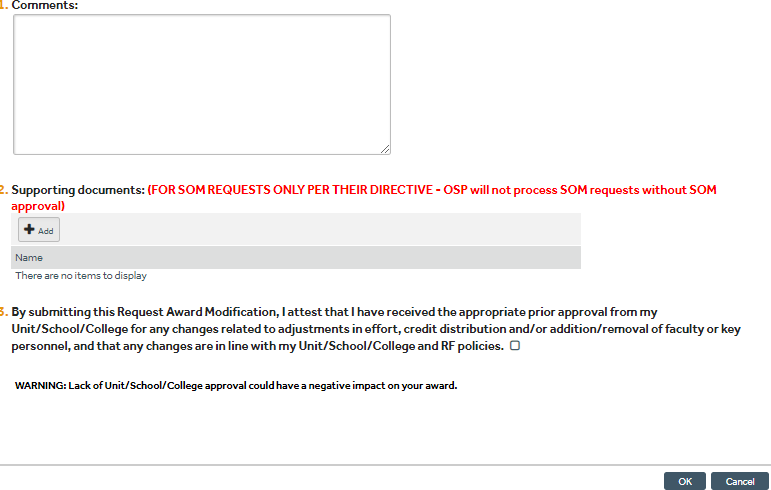 1. Comments:
2. Supporting documents: (FOR SOM REQUESTS ONLY PER THEIR DIRECTIVE - OSP will not process SOM requests without SOM
approval)
+ Add
Name
There are no items to display
3. By submitting this Request Award Modification, I attest that I have received the appropriate prior approval from my
Unit/School/College for any changes related to adjustments in effort, credit distribution and/or addition/removal of faculty or key
personnel, and that any changes are in line with my Unit/School/College and RF policies.
WARNING: Lack of Unit/School/College approval could have a negative impact on your award.
OK Cancel